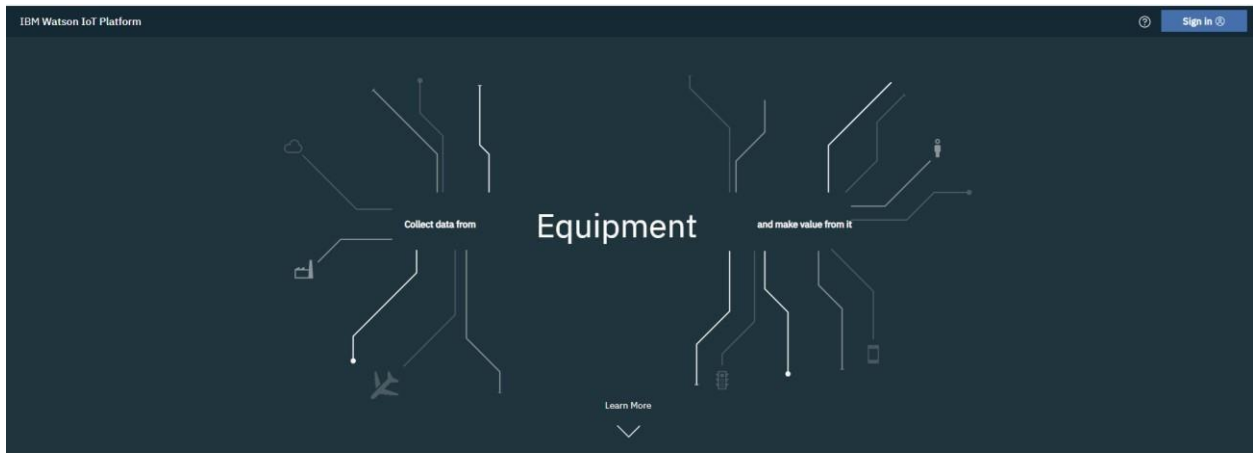 IBM Watson IoT Platform
Sign in
Collect data from Equipment and make value from it
Learn More